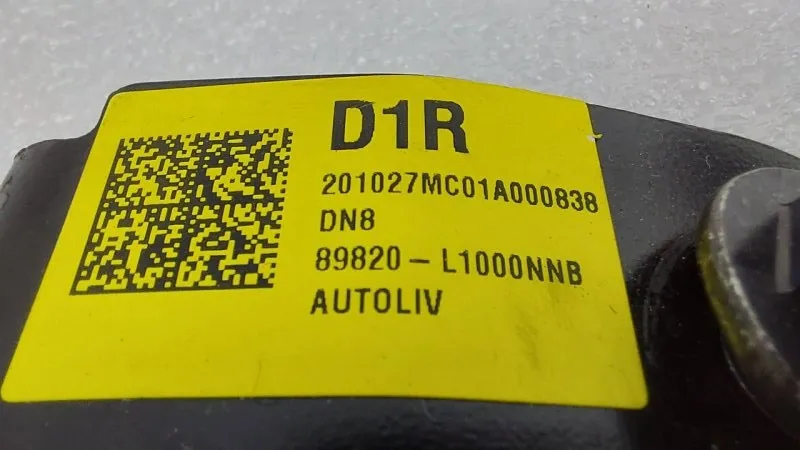 D1R
201027MC01A000838
DN8
89820-L1000NNB
AUTOLIV